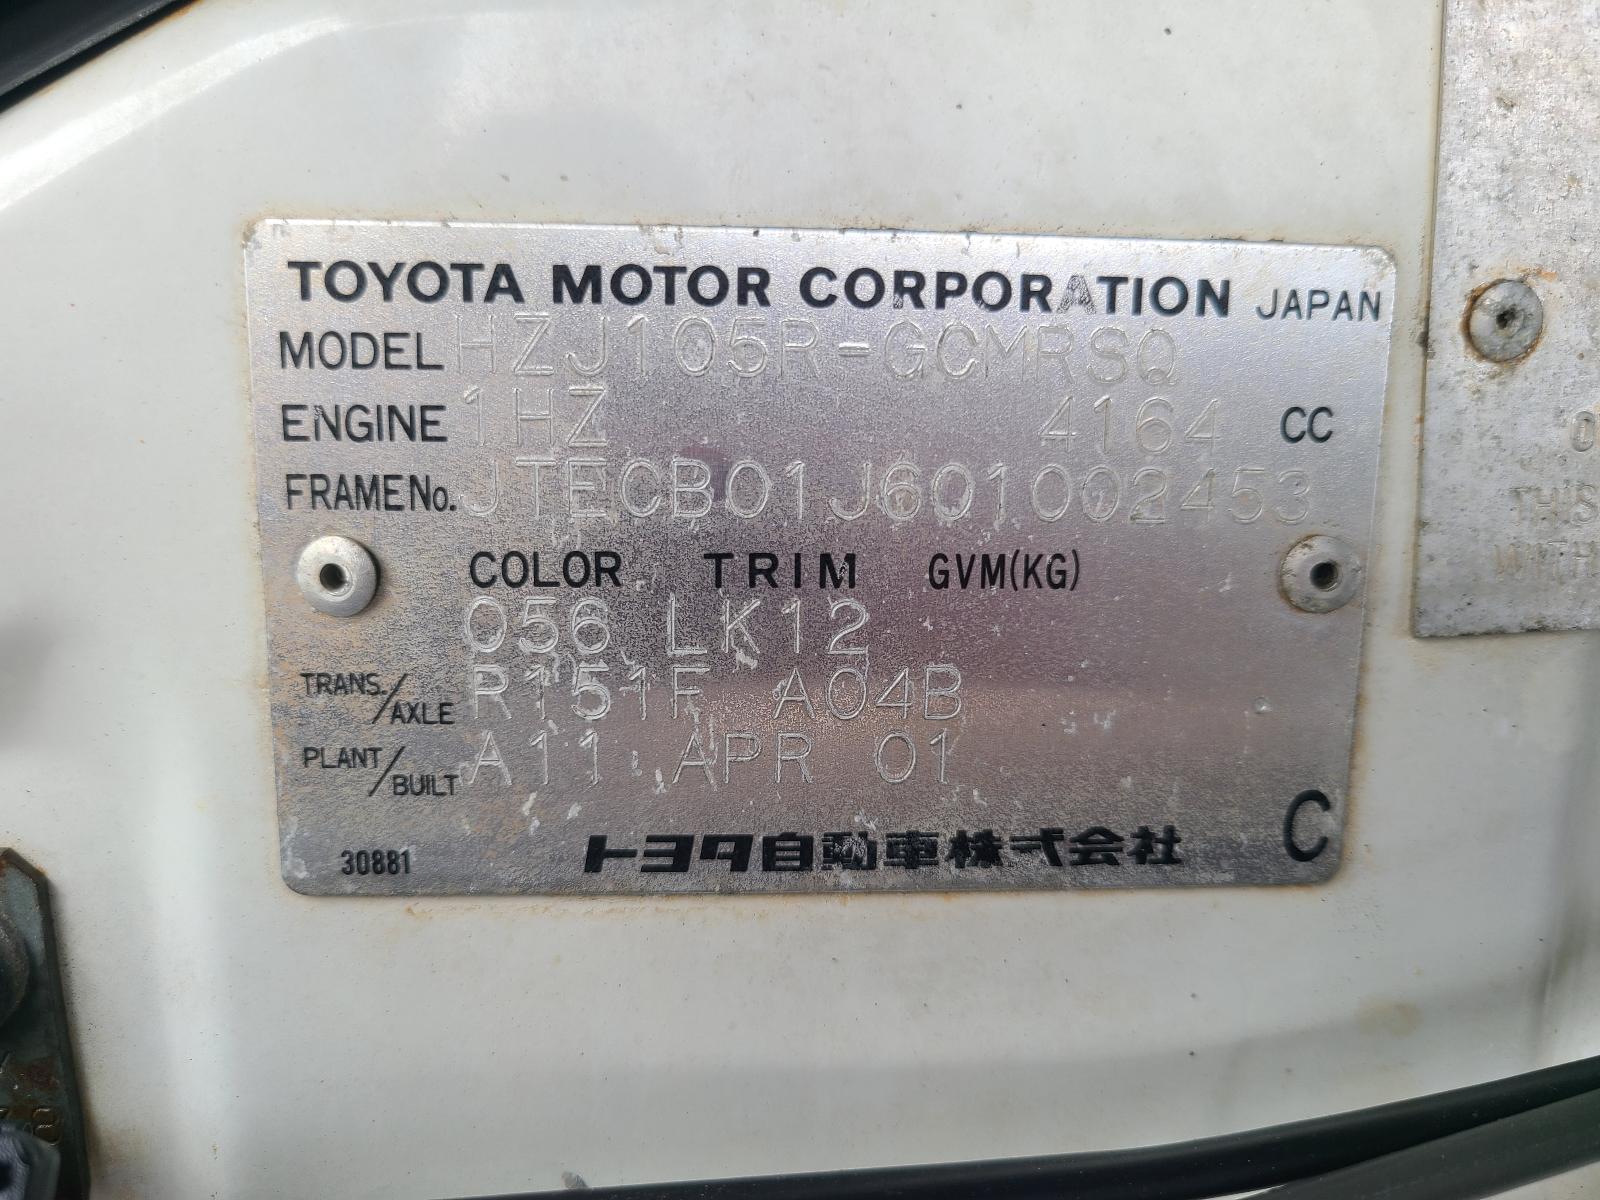 TOYOTA MOTOR CORPORATION JAPAN
MODEL HZJ105R-GCMRSQ
ENGINE 1HZ 4164 CC
FRAME No. JTECB01J601002453
COLOR TRIM GVM(KG)
056 LK12
TRANS./AXLE R151F A04B
PLANT/BUILT A11 APR 01
30881 トヨタ自動車株式会社 C
THIS
WITH